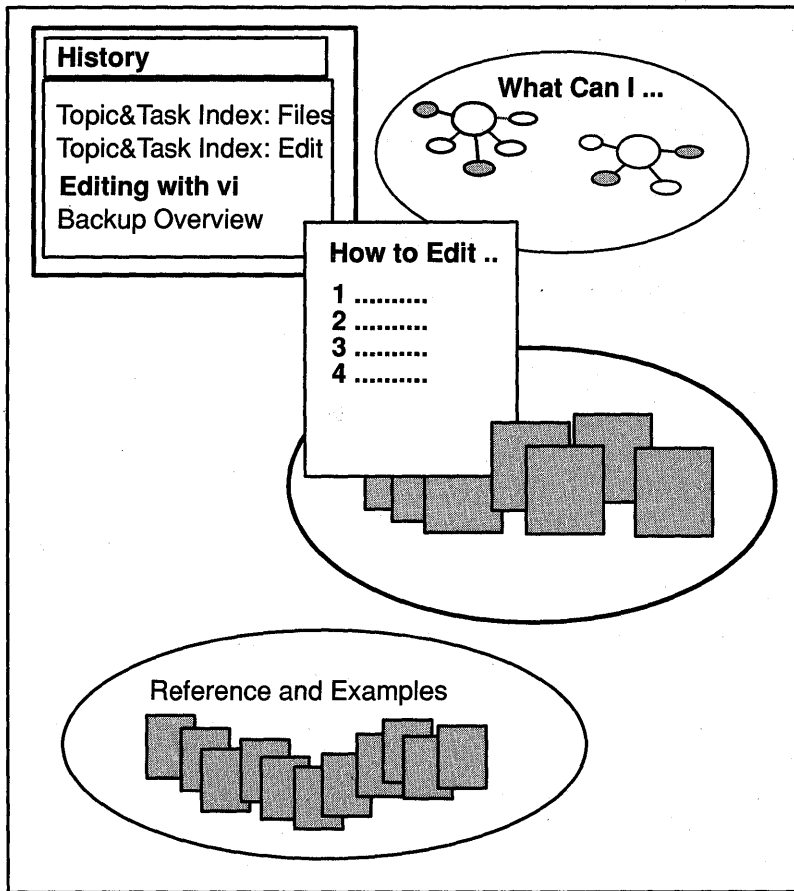 History
Topic&Task Index: Files
Topic&Task Index: Edit
Editing with vi
Backup Overview
What Can I ...
How to Edit ..
1 ..........
2 ..........
3 ..........
4 ..........
Reference and Examples